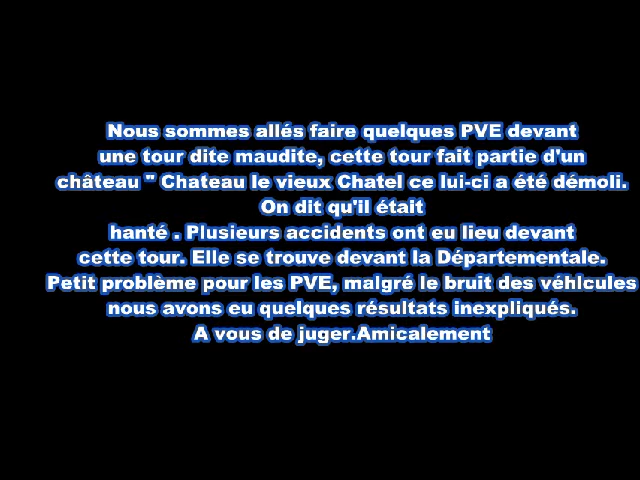 Nous sommes allés faire quelques PVE devant
une tour dite maudite, cette tour fait partie d'un
château " Chateau le vieux Chatel ce lui-ci a été démoli.
On dit qu'il était
hanté . Plusieurs accidents ont eu lieu devant
cette tour. Elle se trouve devant la Départementale.
Petit problème pour les PVE, malgré le bruit des véhIcules
nous avons eu quelques résultats inexpliqués.
A vous de juger.Amicalement